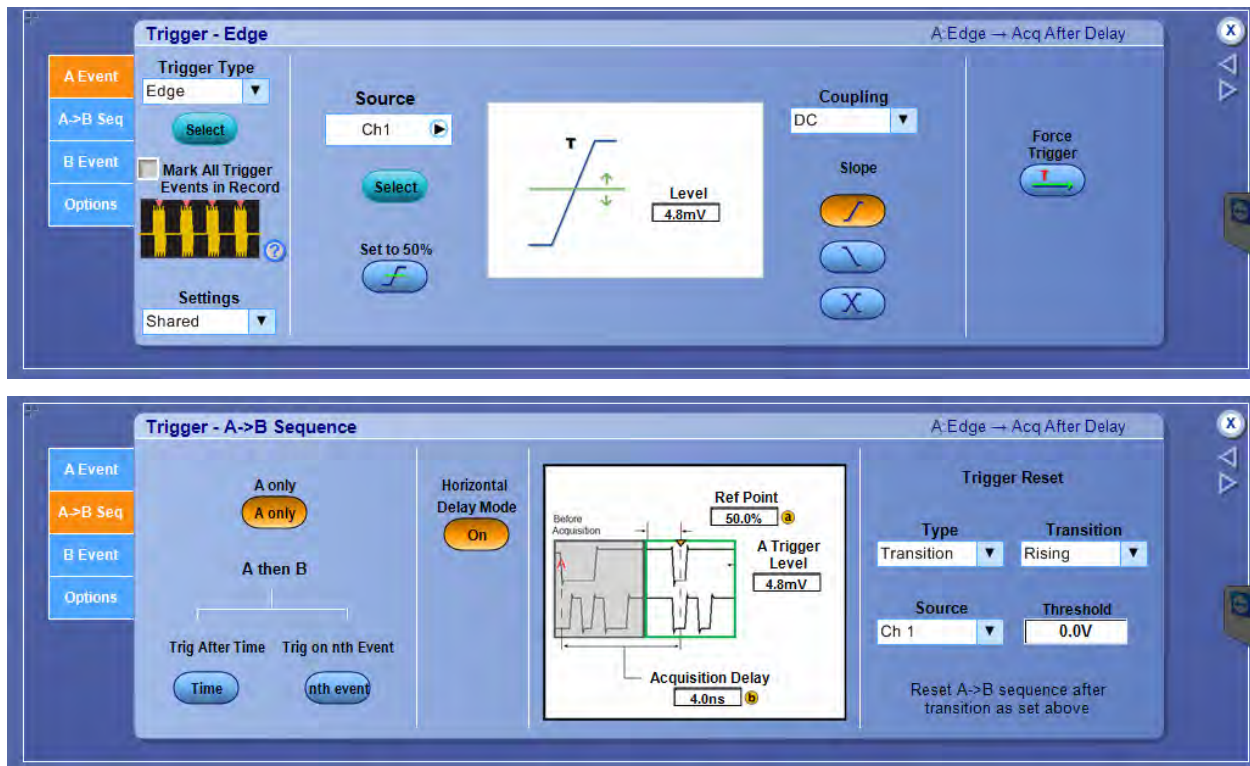 Trigger - Edge
A:Edge → Acq After Delay
X
A Event
A->B Seq
B Event
Options
Trigger Type
Edge
Select
Mark All Trigger
Events in Record
?
Settings
Shared
Source
Ch1
Select
Set to 50%
T
Level
4.8mV
Coupling
DC
Slope
Force
Trigger
T
Trigger - A->B Sequence
A:Edge → Acq After Delay
X
A Event
A->B Seq
B Event
Options
A only
A only
A then B
Trig After Time
Trig on nth Event
Time
nth event
Horizontal
Delay Mode
On
Before
Acquisition
A
Ref Point
50.0%
a
A Trigger
Level
4.8mV
Acquisition Delay
4.0ns
b
Trigger Reset
Type
Transition
Transition
Rising
Source
Ch 1
Threshold
0.0V
Reset A->B sequence after
transition as set above